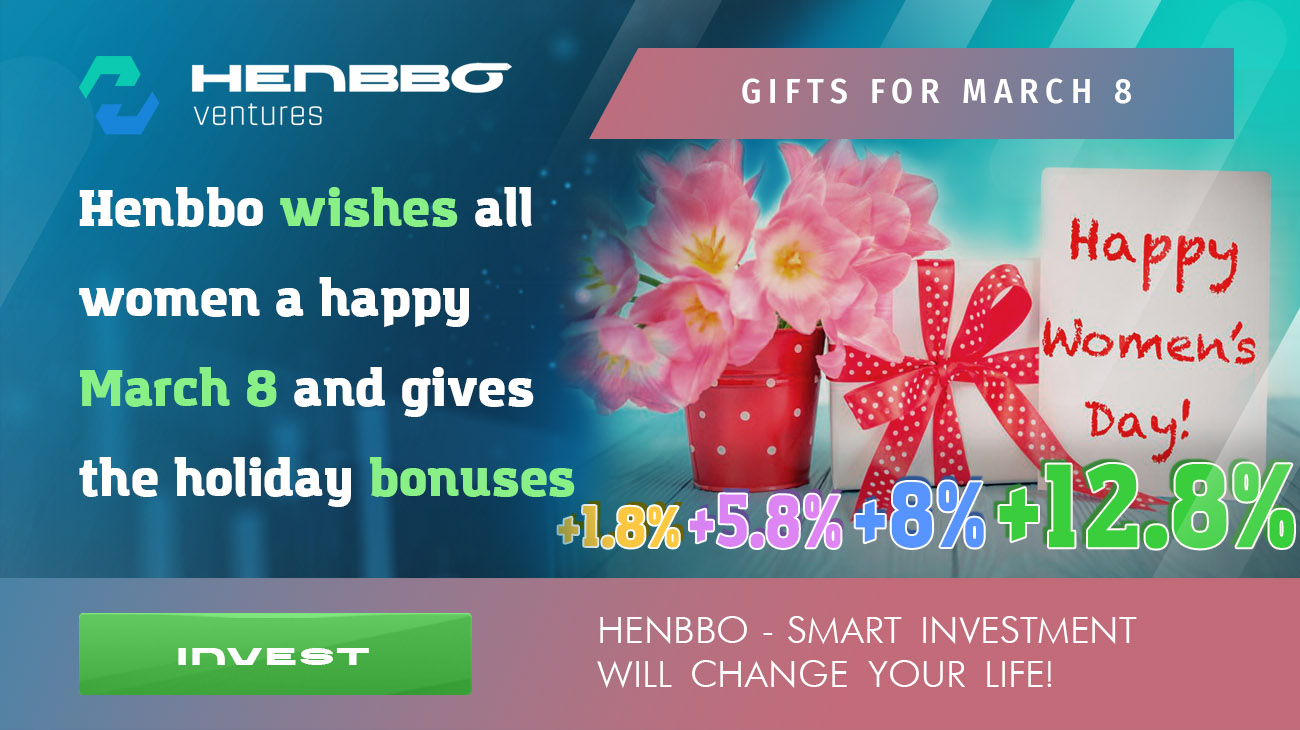 HENBBO
ventures
GIFTS FOR MARCH 8
Henbbo wishes all
women a happy
March 8 and gives
the holiday bonuses
Happy
Women's
Day!
+1.8% +5.8% +8% +12.8%
INVEST
HENBBO - SMART INVESTMENT
WILL CHANGE YOUR LIFE!